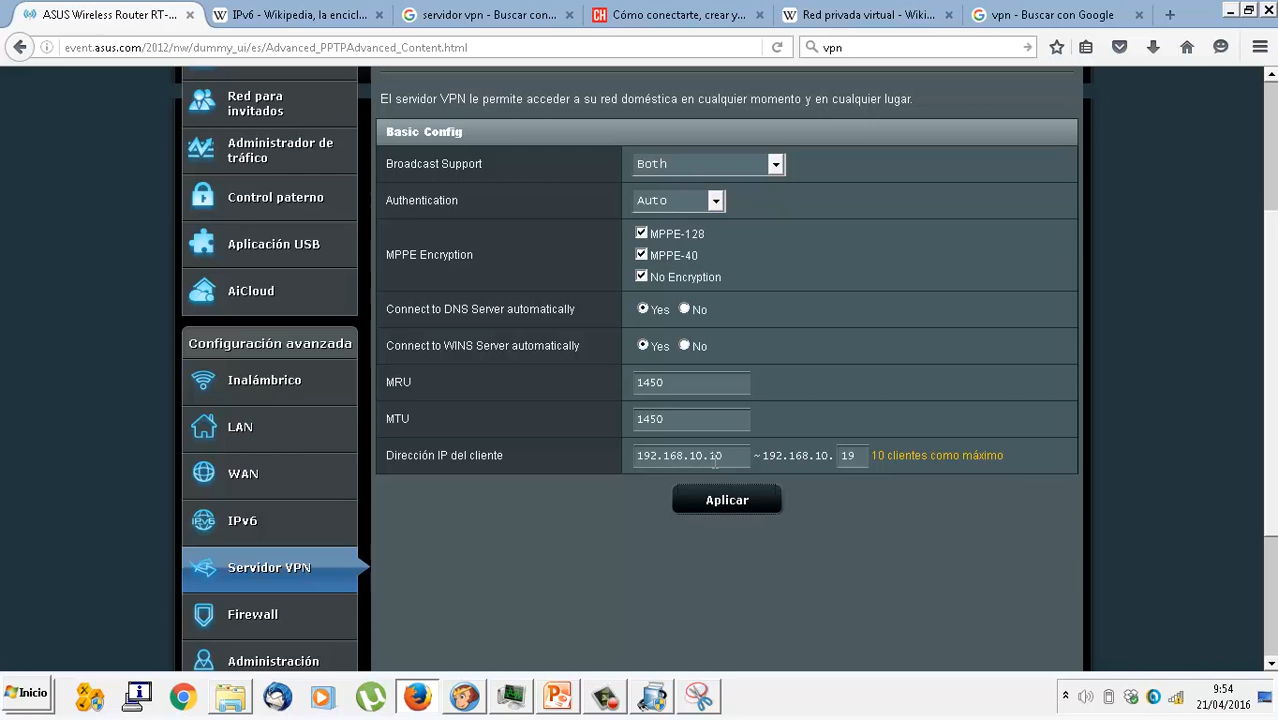 ASUS Wireless Router RT-...
IPv6 - Wikipedia, la encicl...
servidor vpn - Buscar con...
CH Cómo conectarte, crear y...
Red privada virtual - Wiki...
vpn - Buscar con Google
event.asus.com/2012/nw/dummy_ui/es/Advanced_PPTPAdvanced_Content.html
vpn
Red para
invitados
Administrador de
tráfico
Control paterno
Aplicación USB
AiCloud
Configuración avanzada
Inalámbrico
LAN
WAN
IPv6
Servidor VPN
Firewall
Administración
El servidor VPN le permite acceder a su red doméstica en cualquier momento y en cualquier lugar.
Basic Config
Broadcast Support Both
Authentication Auto
MPPE Encryption
MPPE-128
MPPE-40
No Encryption
Connect to DNS Server automatically Yes No
Connect to WINS Server automatically Yes No
MRU 1450
MTU 1450
Dirección IP del cliente 192.168.10.10 ~192.168.10. 19 10 clientes como máximo
Aplicar
Inicio
9:54
21/04/2016